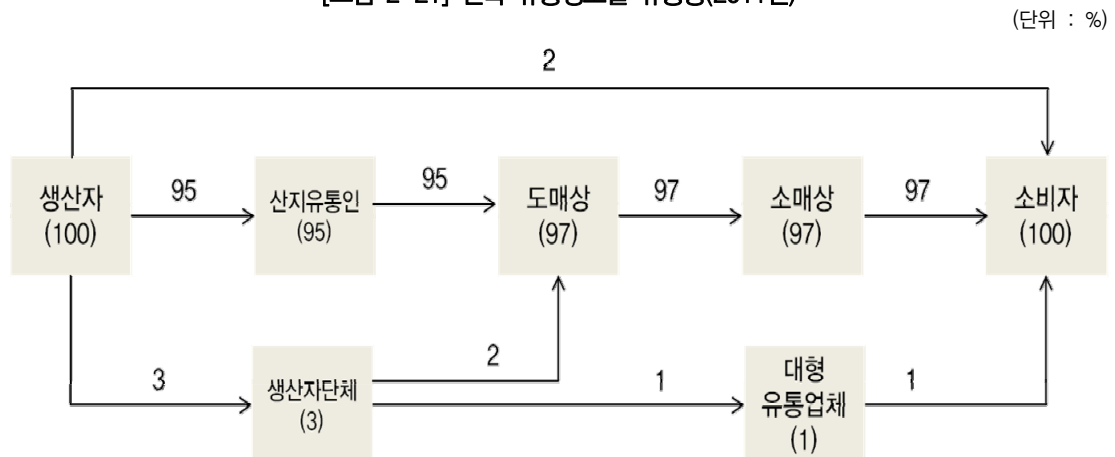 (단위 : %)
2
생산자
(100)
95
산지유통인
(95)
95
도매상
(97)
97
소매상
(97)
97
소비자
(100)
3
생산자단체
(3)
2
1
대형
유통업체
(1)
1